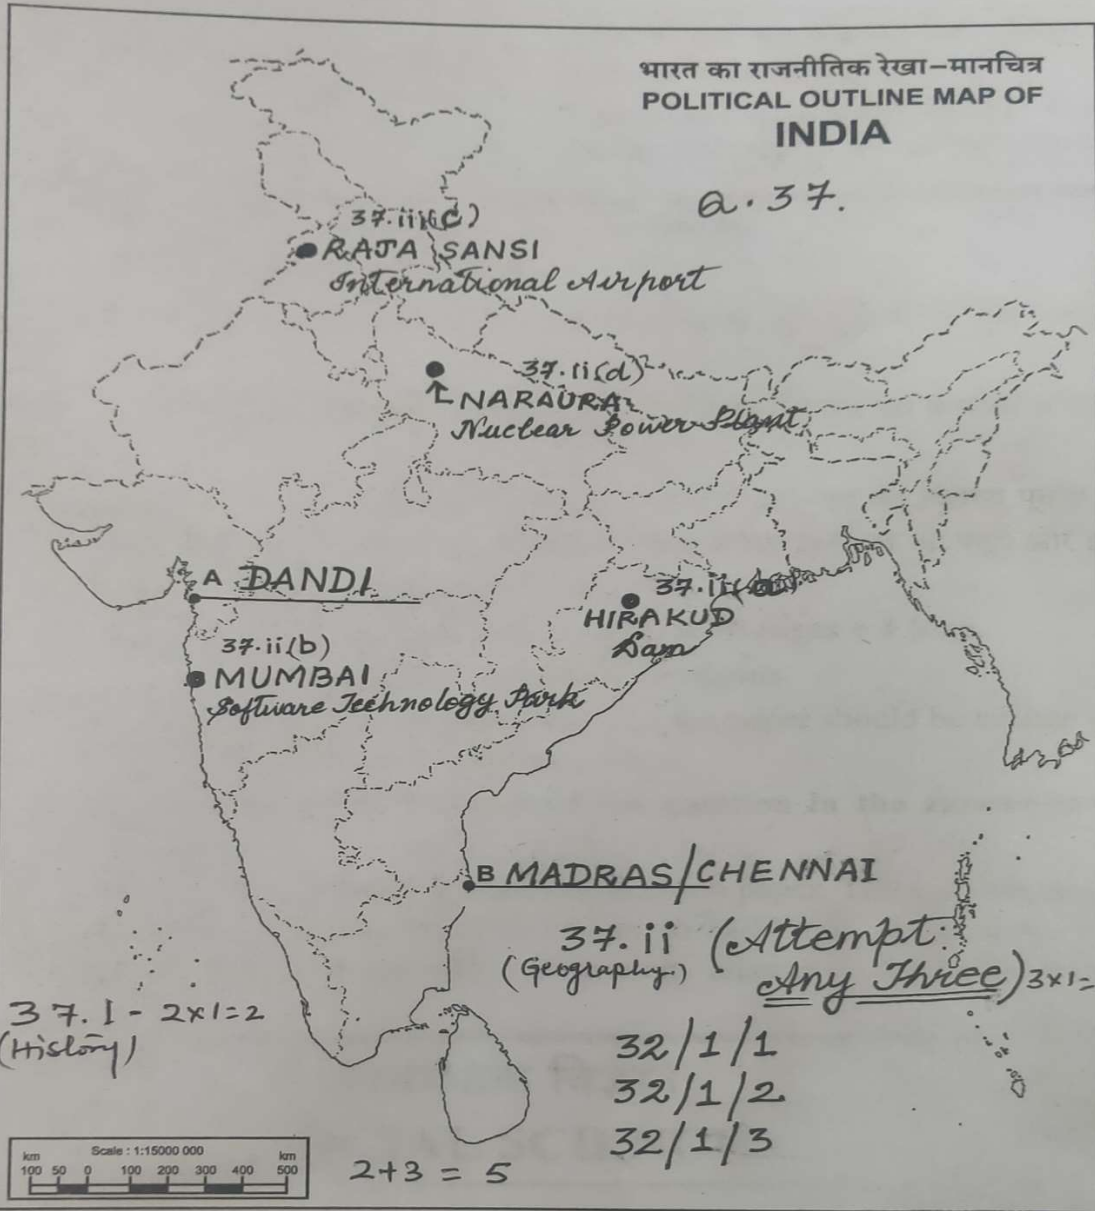 भारत का राजनीतिक रेखा-मानचित्र
POLITICAL OUTLINE MAP OF
INDIA
Q. 37.
37.ii(c)
RAJA SANSI
International Airport
37.ii(d)
NARAURA
Nuclear Power Plant
A DANDI
37.ii
HIRAKUD
Dam
37.ii(b)
MUMBAI
Software Technology Park
B MADRAS/CHENNAI
37.ii (Attempt
(Geography) Any Three) 3x1=
37.1 - 2x1=2
(History)
32/1/1
32/1/2
32/1/3
Scale : 1:15000 000
km km
100 50 0 100 200 300 400 500
2+3 = 5